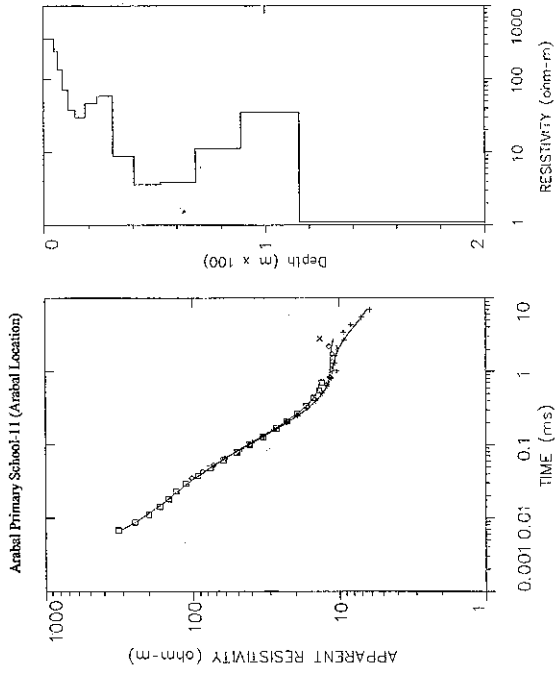 Arabal Primary School-11 (Arabal Location)
1000
100
10
1
APPARENT RESISTIVITY (ohm-m)
0.001 0.01 0.1 1 10
TIME (ms)
0
1
2
Depth (m x 100)
1 10 100 1000
RESISTIVITY (ohm-m)